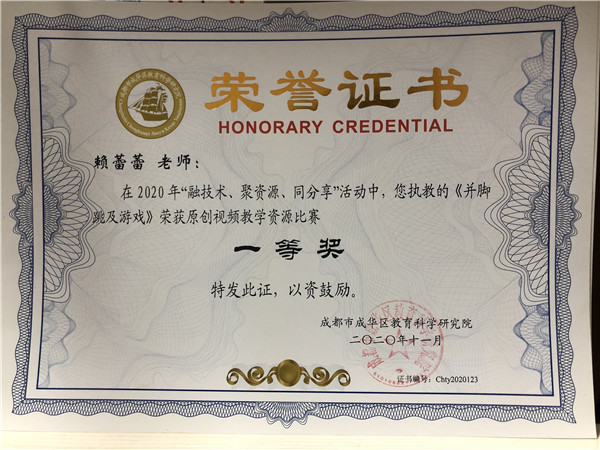 荣誉证书
HONORARY CREDENTIAL
赖蕾蕾 老师：
在2020年“融技术、聚资源、同分享”活动中，您执教的《并脚
跳及游戏》荣获原创视频教学资源比赛
一等奖
特发此证，以资鼓励。
成都市成华区教育科学研究院
二〇二〇年十一月
证书编号：Chty2020123